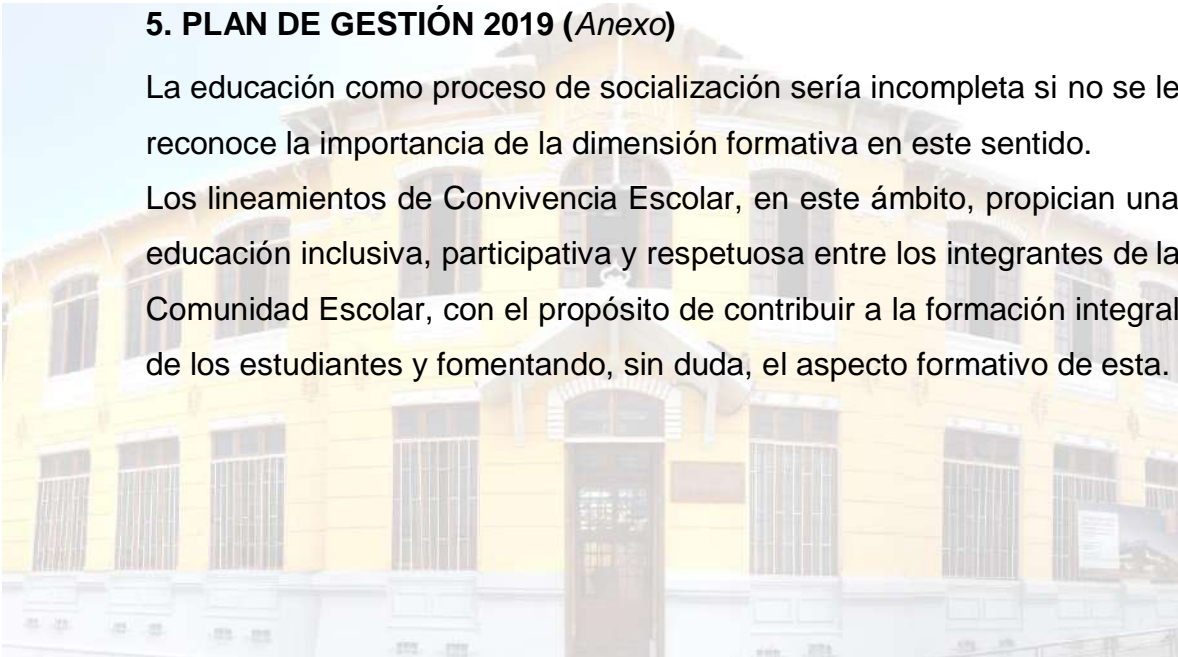 5. PLAN DE GESTIÓN 2019 (Anexo)
La educación como proceso de socialización sería incompleta si no se le
reconoce la importancia de la dimensión formativa en este sentido.
Los lineamientos de Convivencia Escolar, en este ámbito, propician una
educación inclusiva, participativa y respetuosa entre los integrantes de la
Comunidad Escolar, con el propósito de contribuir a la formación integral
de los estudiantes y fomentando, sin duda, el aspecto formativo de esta.